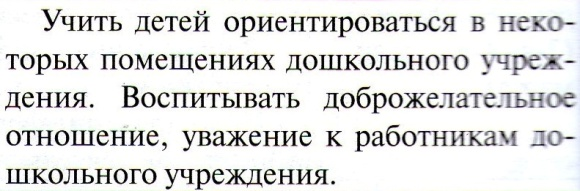 Учить детей ориентироваться в неко-
торых помещениях дошкольного учреж-
дения. Воспитывать доброжелательное
отношение, уважение к работникам до-
школьного учреждения.